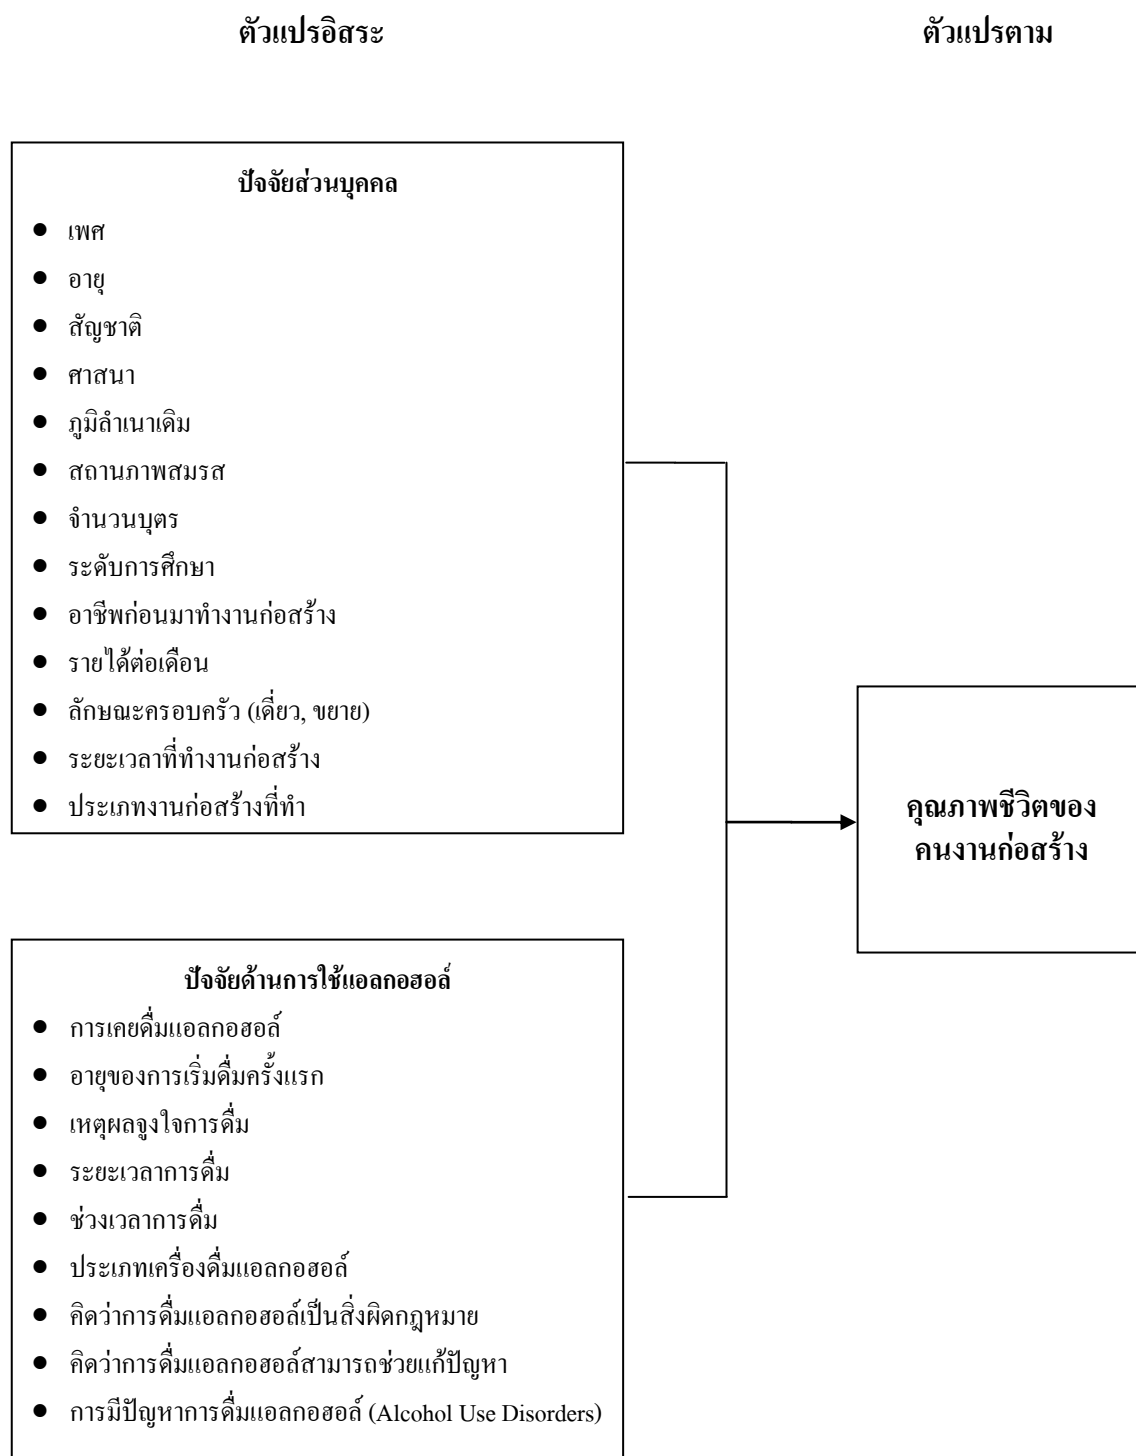 ตัวแปรอิสระ
ตัวแปรตาม
ปัจจัยส่วนบุคคล
● เพศ
● อายุ
● สัญชาติ
● ศาสนา
● ภูมิลำเนาเดิม
● สถานภาพสมรส
● จำนวนบุตร
● ระดับการศึกษา
● อาชีพก่อนมาทำงานก่อสร้าง
● รายได้ต่อเดือน
● ลักษณะครอบครัว (เดี่ยว, ขยาย)
● ระยะเวลาที่ทำงานก่อสร้าง
● ประเภทงานก่อสร้างที่ทำ
ปัจจัยด้านการใช้แอลกอฮอล์
● การเคยดื่มแอลกอฮอล์
● อายุของการเริ่มดื่มครั้งแรก
● เหตุผลจูงใจการดื่ม
● ระยะเวลาการดื่ม
● ช่วงเวลาการดื่ม
● ประเภทเครื่องดื่มแอลกอฮอล์
● คิดว่าการดื่มแอลกอฮอล์เป็นสิ่งผิดกฎหมาย
● คิดว่าการดื่มแอลกอฮอล์สามารถช่วยแก้ปัญหา
● การมีปัญหาการดื่มแอลกอฮอล์ (Alcohol Use Disorders)
คุณภาพชีวิตของ
คนงานก่อสร้าง